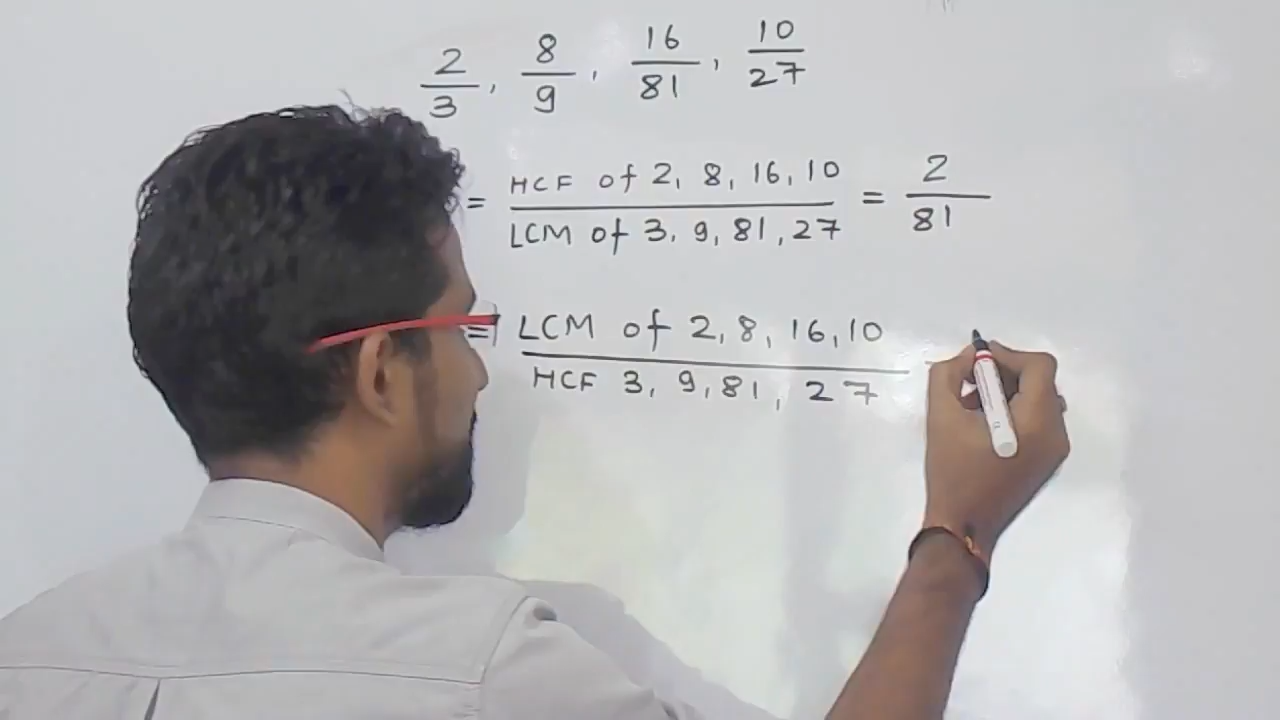 2/3, 8/9, 16/81, 10/27
= HCF of 2, 8, 16, 10 / LCM of 3, 9, 81, 27 = 2/81
= LCM of 2, 8, 16, 10 / HCF 3, 9, 81, 27